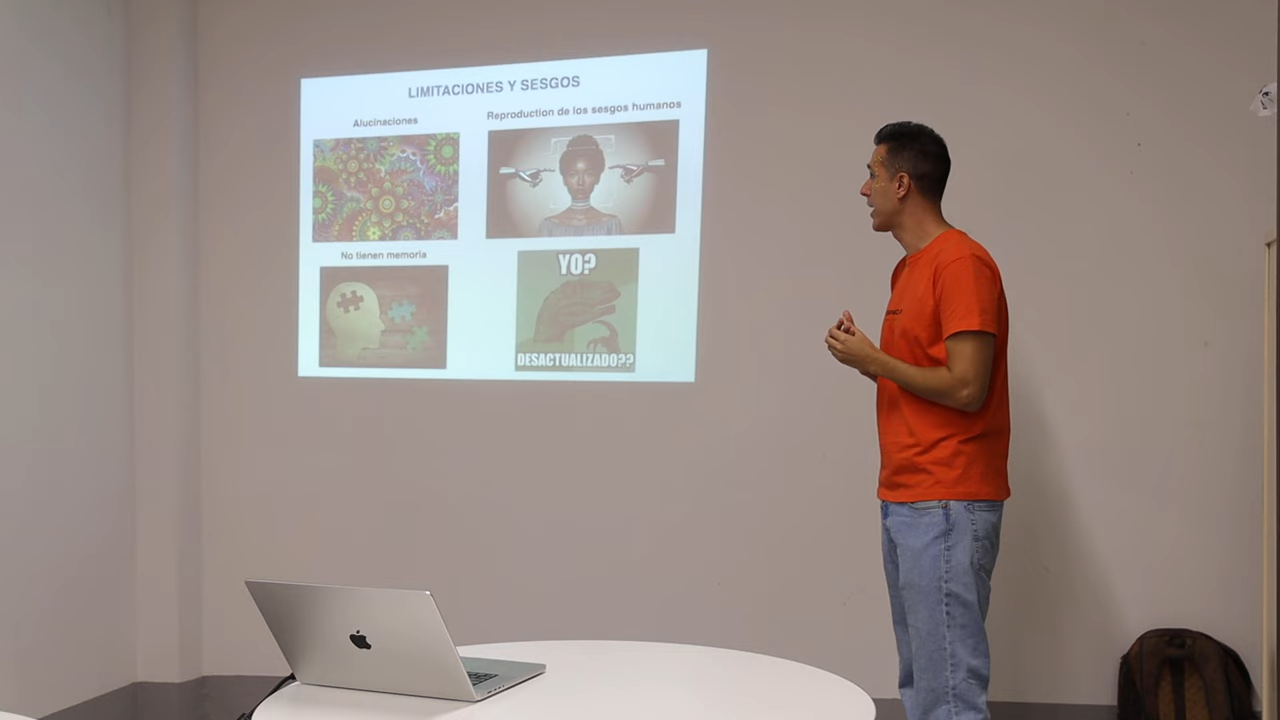 LIMITACIONES Y SESGOS
Alucinaciones
Reproduction de los sesgos humanos
No tienen memoria
YO?
DESACTUALIZADO??